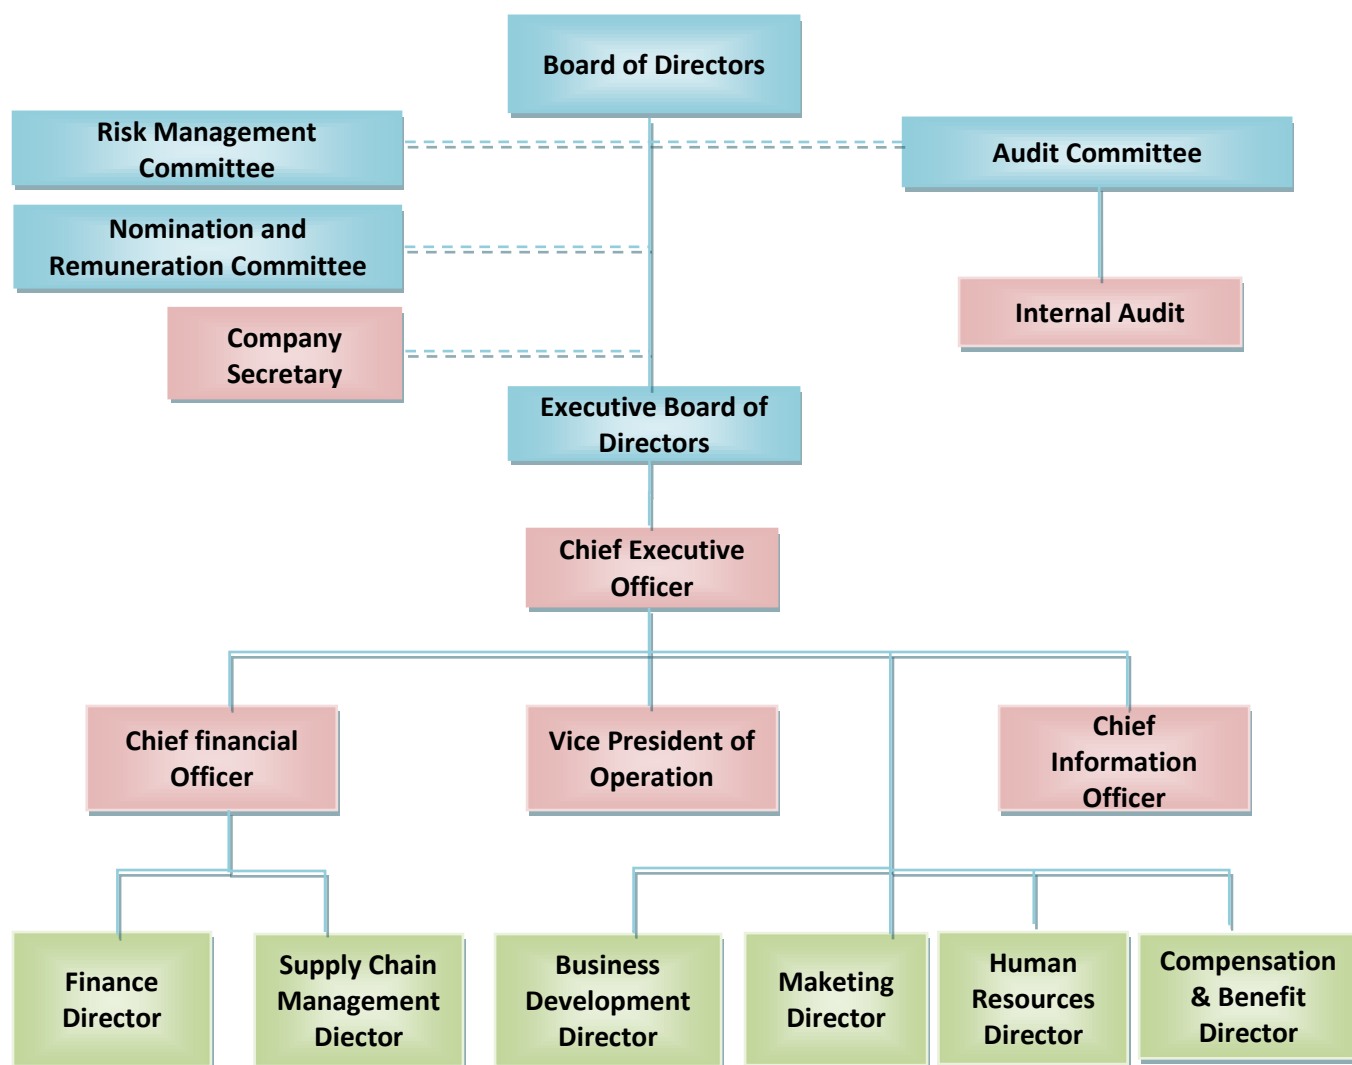 Board of Directors
Risk Management
Committee
Audit Committee
Nomination and
Remuneration Committee
Internal Audit
Company
Secretary
Executive Board of
Directors
Chief Executive
Officer
Chief financial
Officer
Vice President of
Operation
Chief
Information
Officer
Finance
Director
Supply Chain
Management
Diector
Business
Development
Director
Maketing
Director
Human
Resources
Director
Compensation
& Benefit
Director